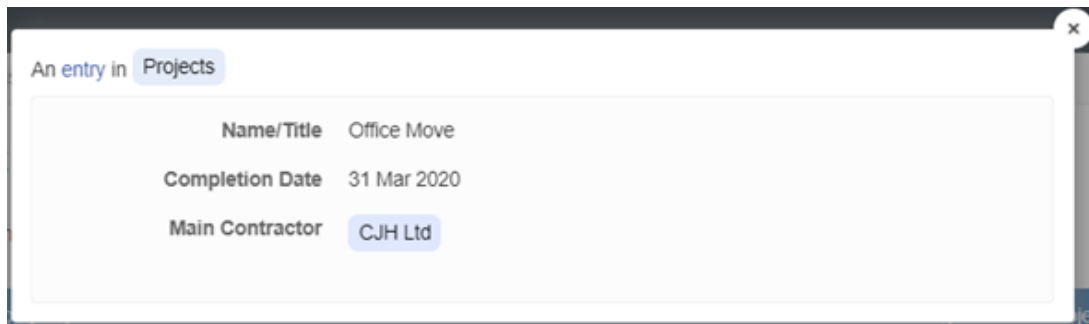 An entry in Projects
Name/Title Office Move
Completion Date 31 Mar 2020
Main Contractor CJH Ltd